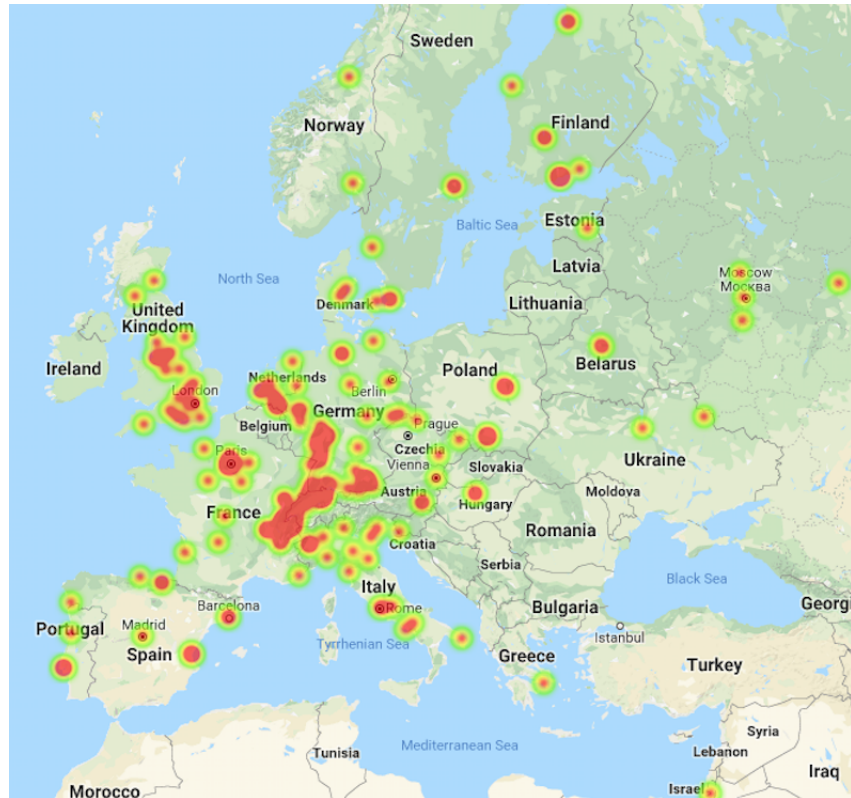 Sweden
Norway
Finland
Baltic Sea
Estonia
North Sea
Latvia
Moscow
Москва
Denmark
Lithuania
United
Kingdom
Ireland
Belarus
Poland
Netherlands
London
Berlin
Germany
Belgium
Prague
Paris
Czechia
Ukraine
Vienna
Slovakia
Austria
Moldova
Hungary
France
Romania
Croatia
Serbia
Black Sea
Italy
Barcelona
Rome
Bulgaria
Georgi
Portugal
Madrid
Istanbul
Tyrrhenian Sea
Spain
Greece
Turkey
Syria
Mediterranean Sea
Tunisia
Lebanon
Iraq
Israel
Morocco